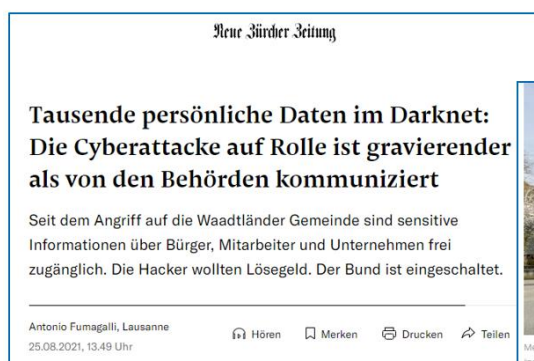 Neue Zürcher Zeitung
Tausende persönliche Daten im Darknet:
Die Cyberattacke auf Rolle ist gravierender
als von den Behörden kommuniziert
Seit dem Angriff auf die Waadtländer Gemeinde sind sensitive
Informationen über Bürger, Mitarbeiter und Unternehmen frei
zugänglich. Die Hacker wollten Lösegeld. Der Bund ist eingeschaltet.
Antonio Fumagalli, Lausanne
25.08.2021, 13.49 Uhr
Hören Merken Drucken Teilen